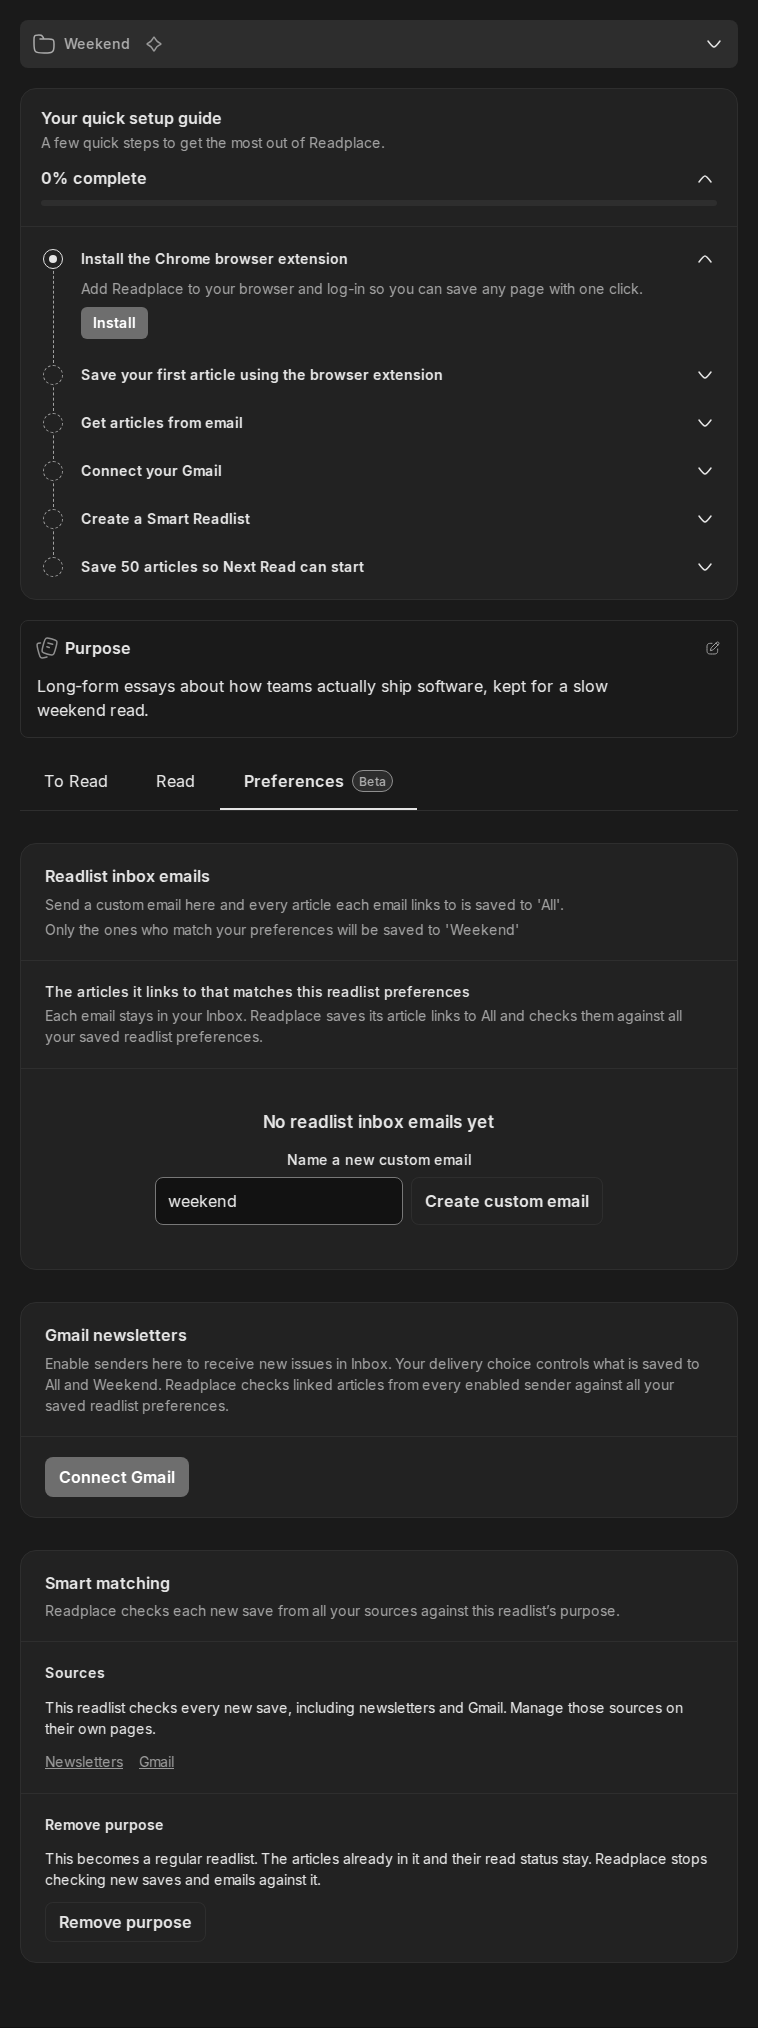 Weekend
Your quick setup guide
A few quick steps to get the most out of Readplace.
0% complete
Install the Chrome browser extension
Add Readplace to your browser and log-in so you can save any page with one click.
Install
Save your first article using the browser extension
Get articles from email
Connect your Gmail
Create a Smart Readlist
Save 50 articles so Next Read can start
Purpose
Long-form essays about how teams actually ship software, kept for a slow
weekend read.
To Read
Read
Preferences
Beta
Readlist inbox emails
Send a custom email here and every article each email links to is saved to 'All'.
Only the ones who match your preferences will be saved to 'Weekend'
The articles it links to that matches this readlist preferences
Each email stays in your Inbox. Readplace saves its article links to All and checks them against all
your saved readlist preferences.
No readlist inbox emails yet
Name a new custom email
weekend
Create custom email
Gmail newsletters
Enable senders here to receive new issues in Inbox. Your delivery choice controls what is saved to
All and Weekend. Readplace checks linked articles from every enabled sender against all your
saved readlist preferences.
Connect Gmail
Smart matching
Readplace checks each new save from all your sources against this readlist’s purpose.
Sources
This readlist checks every new save, including newsletters and Gmail. Manage those sources on
their own pages.
Newsletters
Gmail
Remove purpose
This becomes a regular readlist. The articles already in it and their read status stay. Readplace stops
checking new saves and emails against it.
Remove purpose